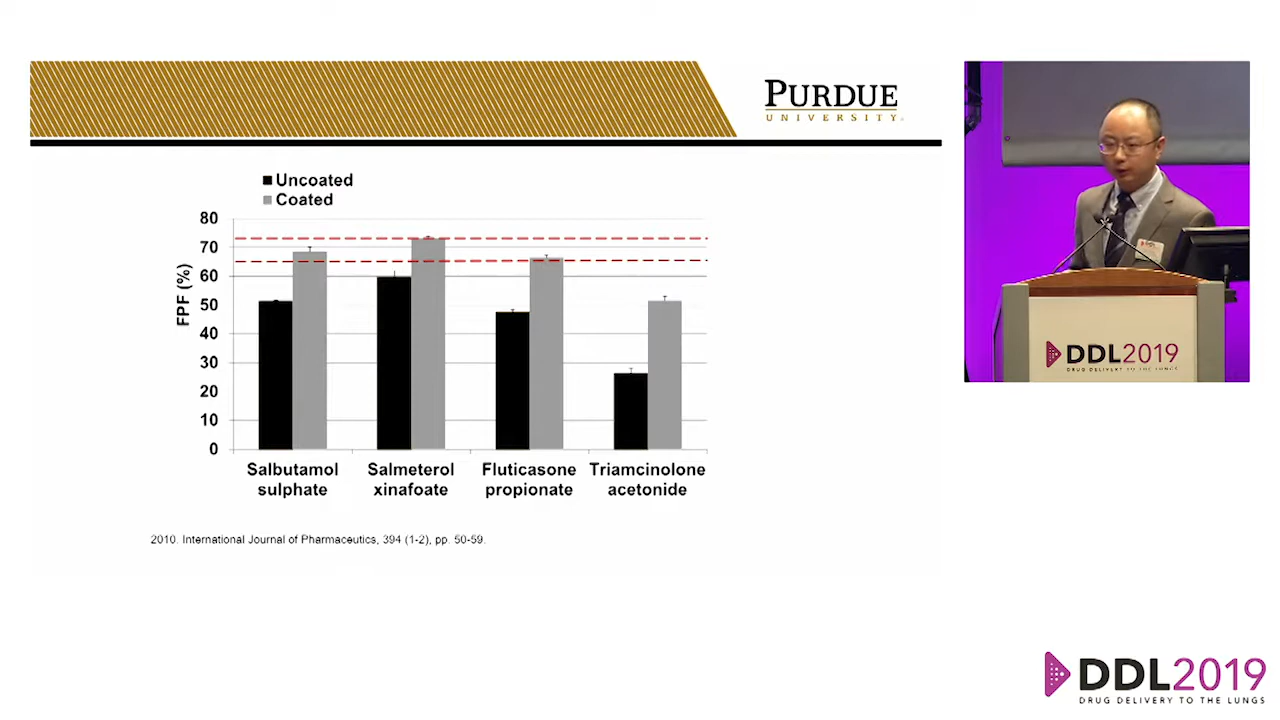 PURDUE
UNIVERSITY
Uncoated
Coated
FPF (%)
80
70
60
50
40
30
20
10
0
Salbutamol sulphate
Salmeterol xinafoate
Fluticasone propionate
Triamcinolone acetonide
2010. International Journal of Pharmaceutics, 394 (1-2), pp. 50-59.
DDL2019
DRUG DELIVERY TO THE LUNGS
DDL2019
DRUG DELIVERY TO THE LUNGS